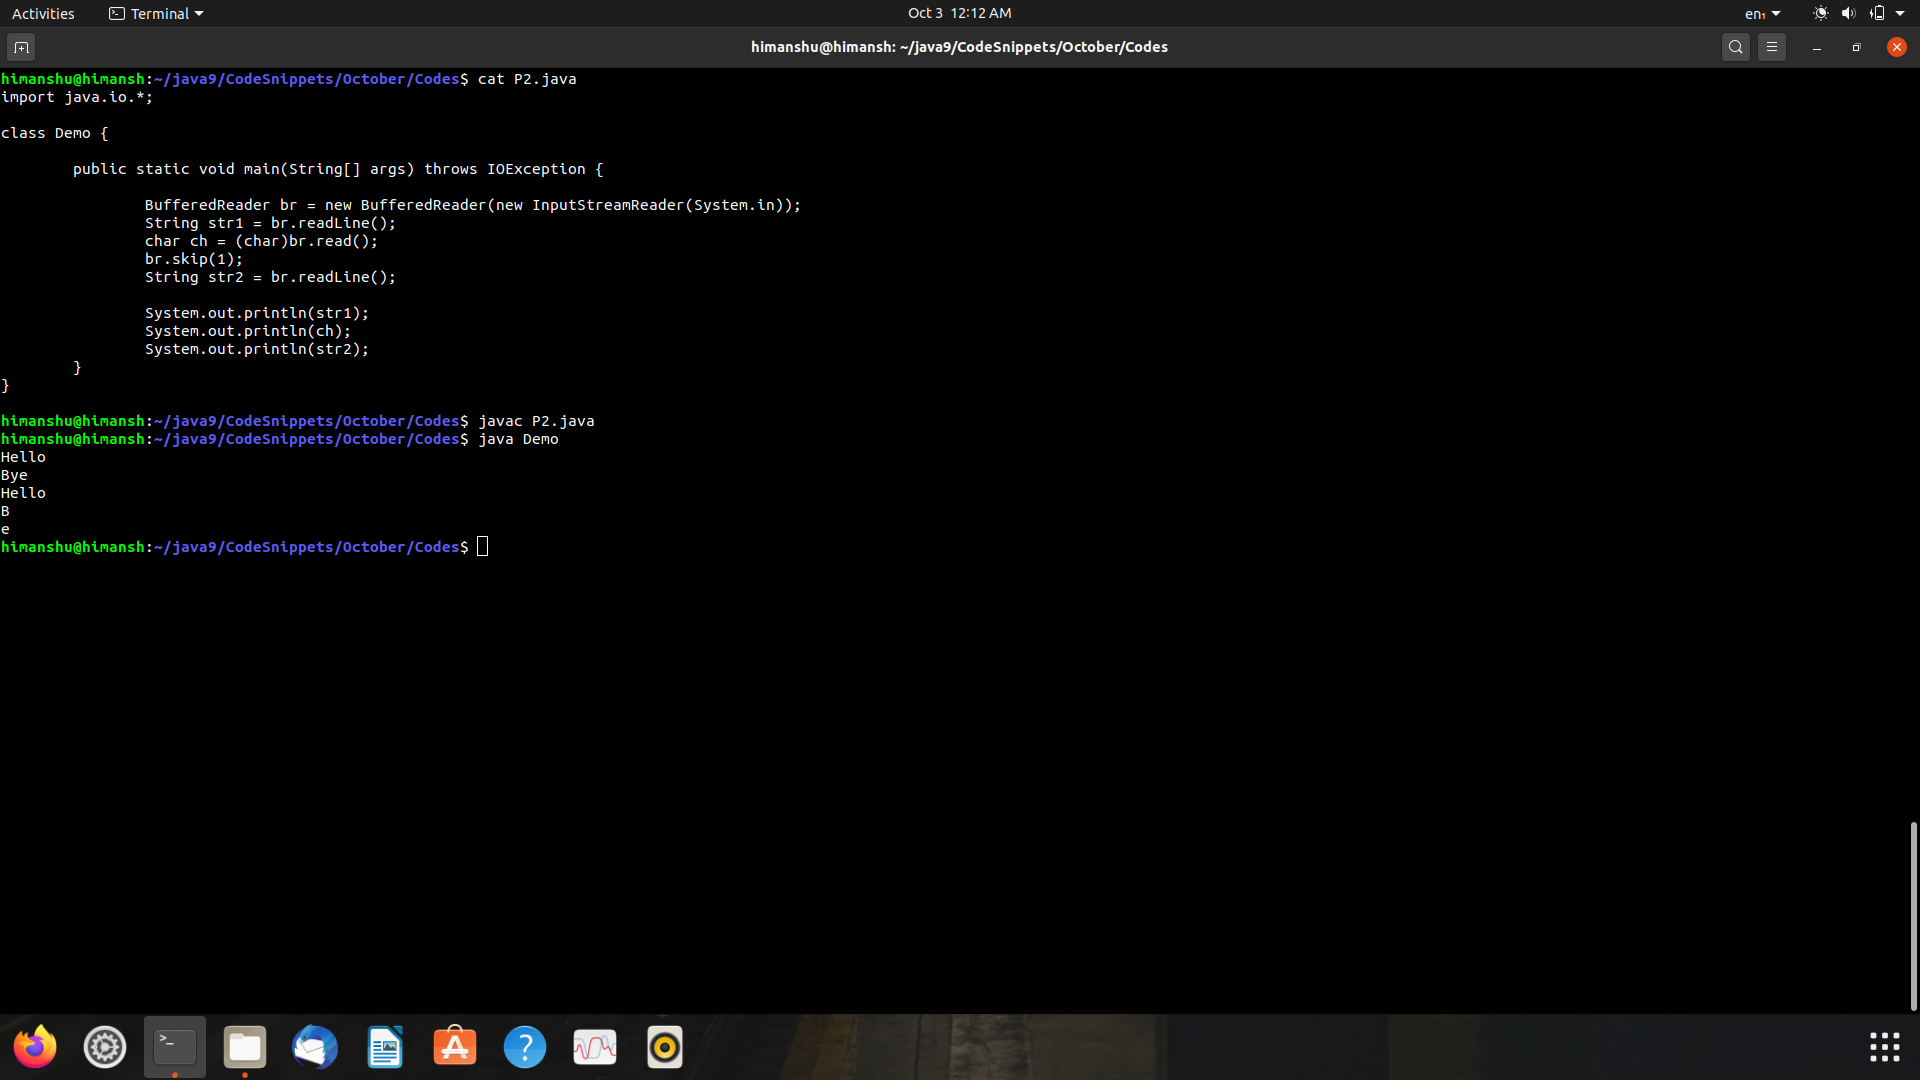 Activities
Terminal
Oct 3 12:12 AM
en₁
himanshu@himansh: ~/java9/CodeSnippets/October/Codes
himanshu@himansh:~/java9/CodeSnippets/October/Codes$ cat P2.java
import java.io.*;
class Demo {
public static void main(String[] args) throws IOException {
BufferedReader br = new BufferedReader(new InputStreamReader(System.in));
String str1 = br.readLine();
char ch = (char)br.read();
br.skip(1);
String str2 = br.readLine();
System.out.println(str1);
System.out.println(ch);
System.out.println(str2);
}
}
himanshu@himansh:~/java9/CodeSnippets/October/Codes$ javac P2.java
himanshu@himansh:~/java9/CodeSnippets/October/Codes$ java Demo
Hello
Bye
Hello
B
e
himanshu@himansh:~/java9/CodeSnippets/October/Codes$